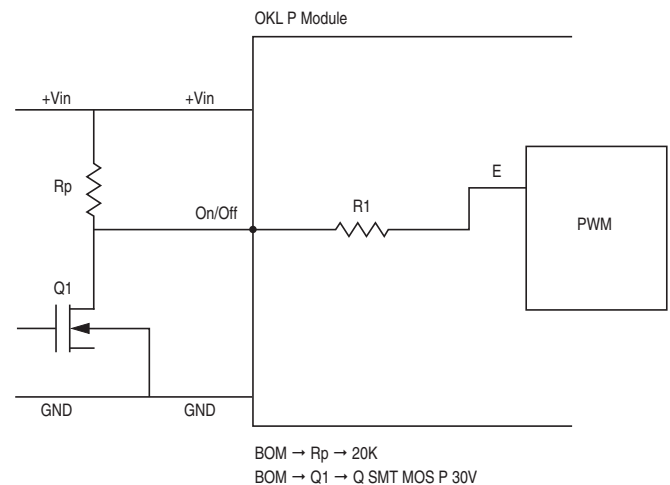 OKL P Module
+Vin
+Vin
Rp
On/Off
R1
E
PWM
Q1
GND
GND
BOM → Rp → 20K
BOM → Q1 → Q SMT MOS P 30V